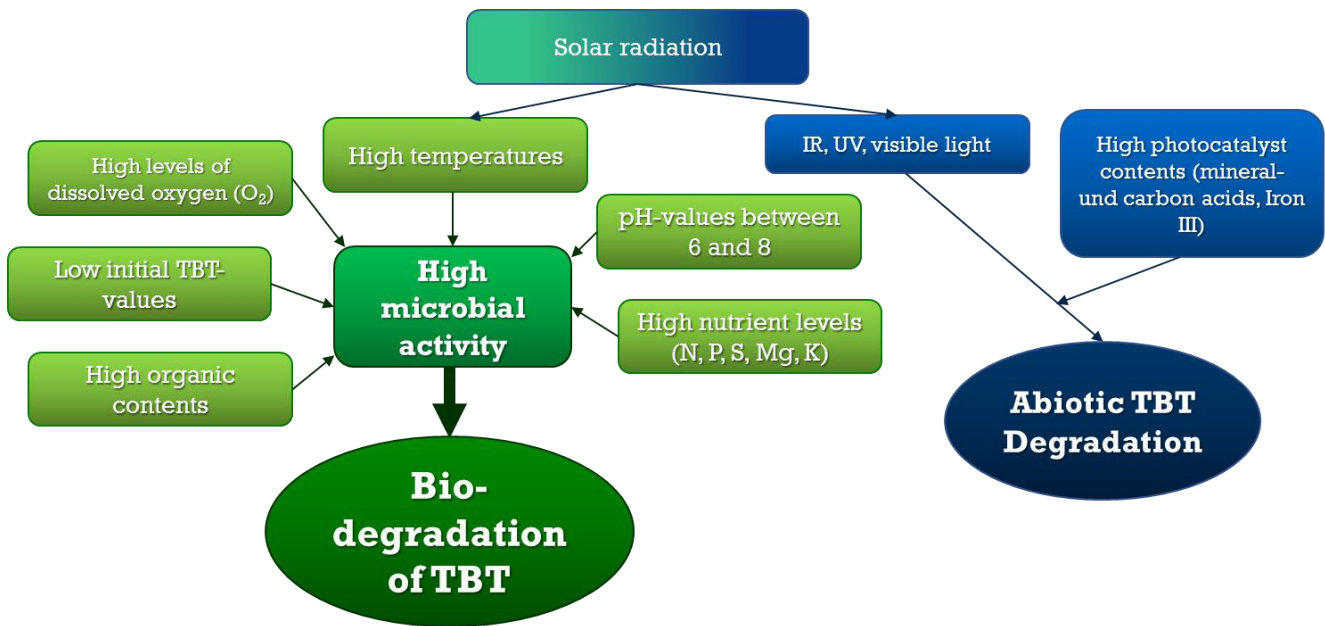 Solar radiation
High temperatures
IR, UV, visible light
High photocatalyst
contents (mineral-
und carbon acids, Iron
III)
High levels of
dissolved oxygen (O₂)
pH-values between
6 and 8
Low initial TBT-
values
High
microbial
activity
High nutrient levels
(N, P, S, Mg, K)
High organic
contents
Abiotic TBT
Degradation
Bio-
degradation
of TBT